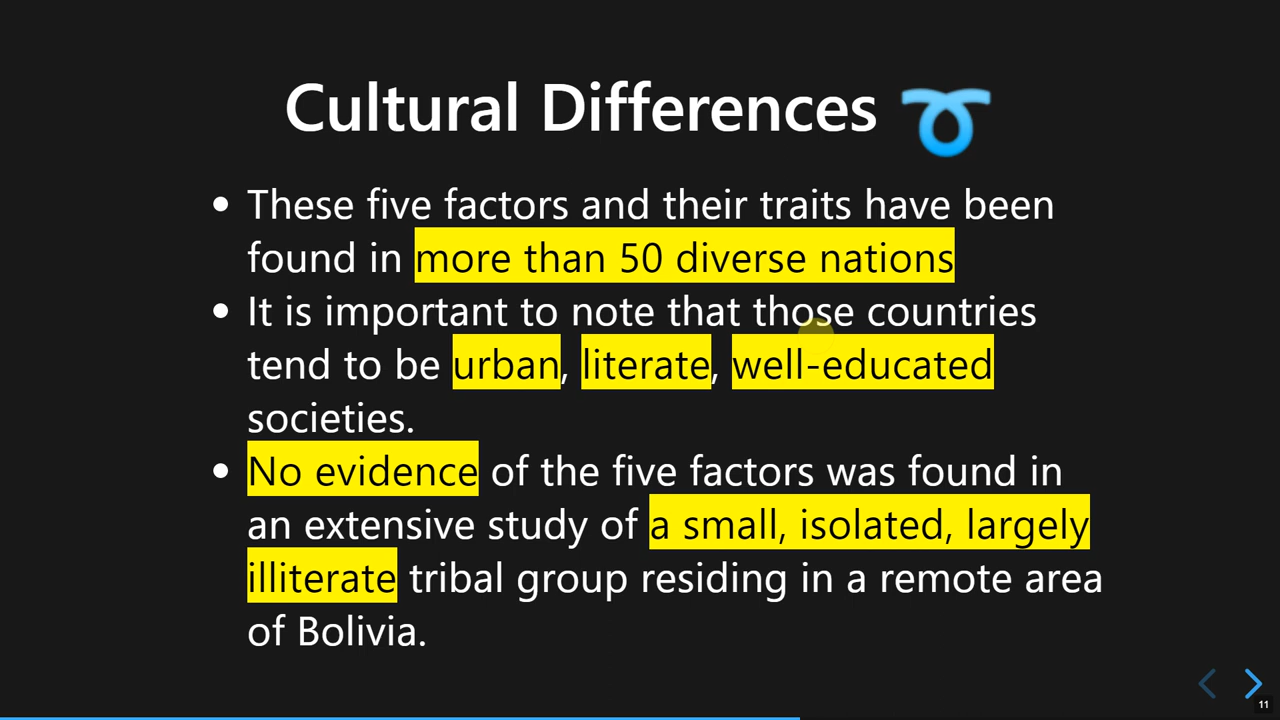 Cultural Differences ➰
• These five factors and their traits have been
found in more than 50 diverse nations
• It is important to note that those countries
tend to be urban, literate, well-educated
societies.
• No evidence of the five factors was found in
an extensive study of a small, isolated, largely
illiterate tribal group residing in a remote area
of Bolivia.
11